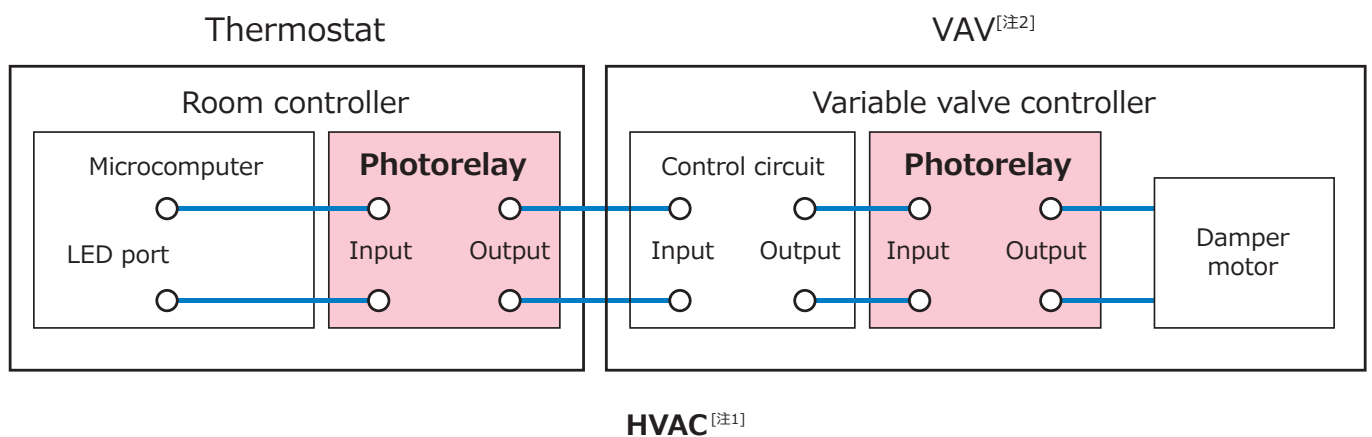 Thermostat
VAV[注2]
Room controller
Variable valve controller
Microcomputer
Photorelay
Control circuit
Photorelay
LED port
Input
Output
Input
Output
Input
Output
Damper
motor
HVAC[注1]